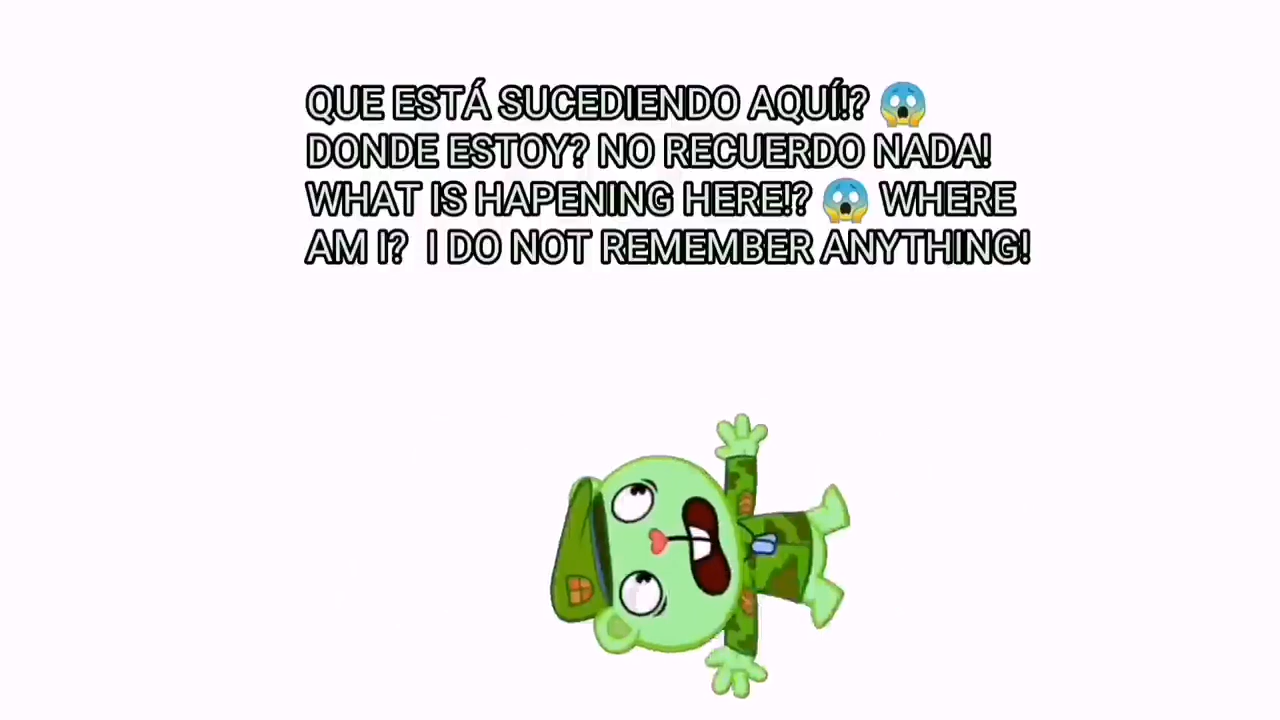 QUE ESTÁ SUCEDIENDO AQUÍ!? 😱
DONDE ESTOY? NO RECUERDO NADA!
WHAT IS HAPENING HERE!? 😱 WHERE
AM I? I DO NOT REMEMBER ANYTHING!